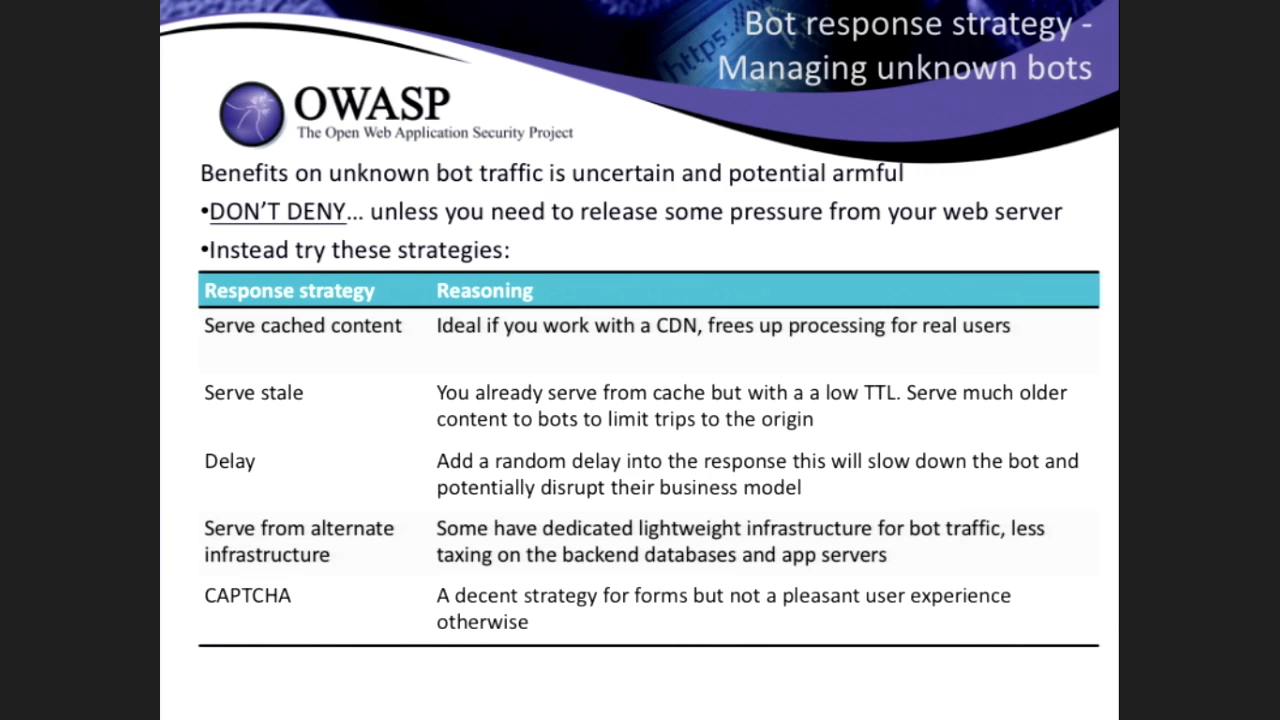 Bot response strategy -
Managing unknown bots
https:/
OWASP
The Open Web Application Security Project
Benefits on unknown bot traffic is uncertain and potential armful
•DON'T DENY... unless you need to release some pressure from your web server
•Instead try these strategies:
Response strategy Reasoning
Serve cached content Ideal if you work with a CDN, frees up processing for real users
Serve stale You already serve from cache but with a a low TTL. Serve much older
content to bots to limit trips to the origin
Delay Add a random delay into the response this will slow down the bot and
potentially disrupt their business model
Serve from alternate Some have dedicated lightweight infrastructure for bot traffic, less
infrastructure taxing on the backend databases and app servers
CAPTCHA A decent strategy for forms but not a pleasant user experience
otherwise